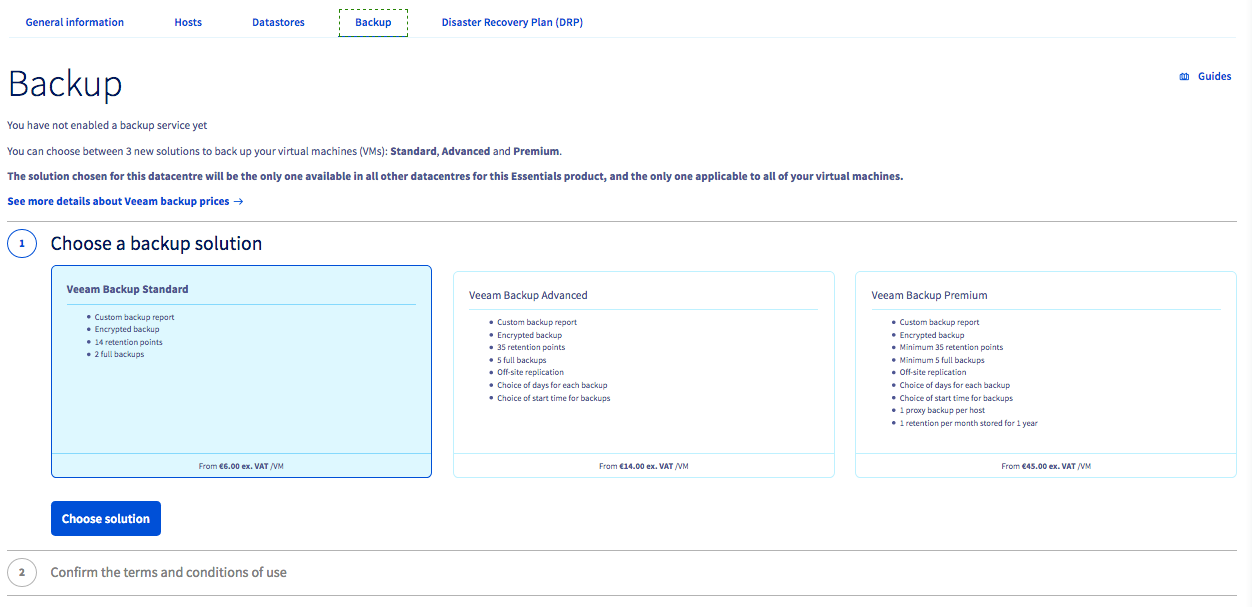 General information
Hosts
Datastores
Backup
Disaster Recovery Plan (DRP)
Backup
Guides
You have not enabled a backup service yet
You can choose between 3 new solutions to back up your virtual machines (VMs): Standard, Advanced and Premium.
The solution chosen for this datacentre will be the only one available in all other datacentres for this Essentials product, and the only one applicable to all of your virtual machines.
See more details about Veeam backup prices →
1
Choose a backup solution
Veeam Backup Standard
Custom backup report
Encrypted backup
14 retention points
2 full backups
From €6.00 ex. VAT /VM
Veeam Backup Advanced
Custom backup report
Encrypted backup
35 retention points
5 full backups
Off-site replication
Choice of days for each backup
Choice of start time for backups
From €14.00 ex. VAT /VM
Veeam Backup Premium
Custom backup report
Encrypted backup
Minimum 35 retention points
Minimum 5 full backups
Off-site replication
Choice of days for each backup
Choice of start time for backups
1 proxy backup per host
1 retention per month stored for 1 year
From €45.00 ex. VAT /VM
Choose solution
2
Confirm the terms and conditions of use